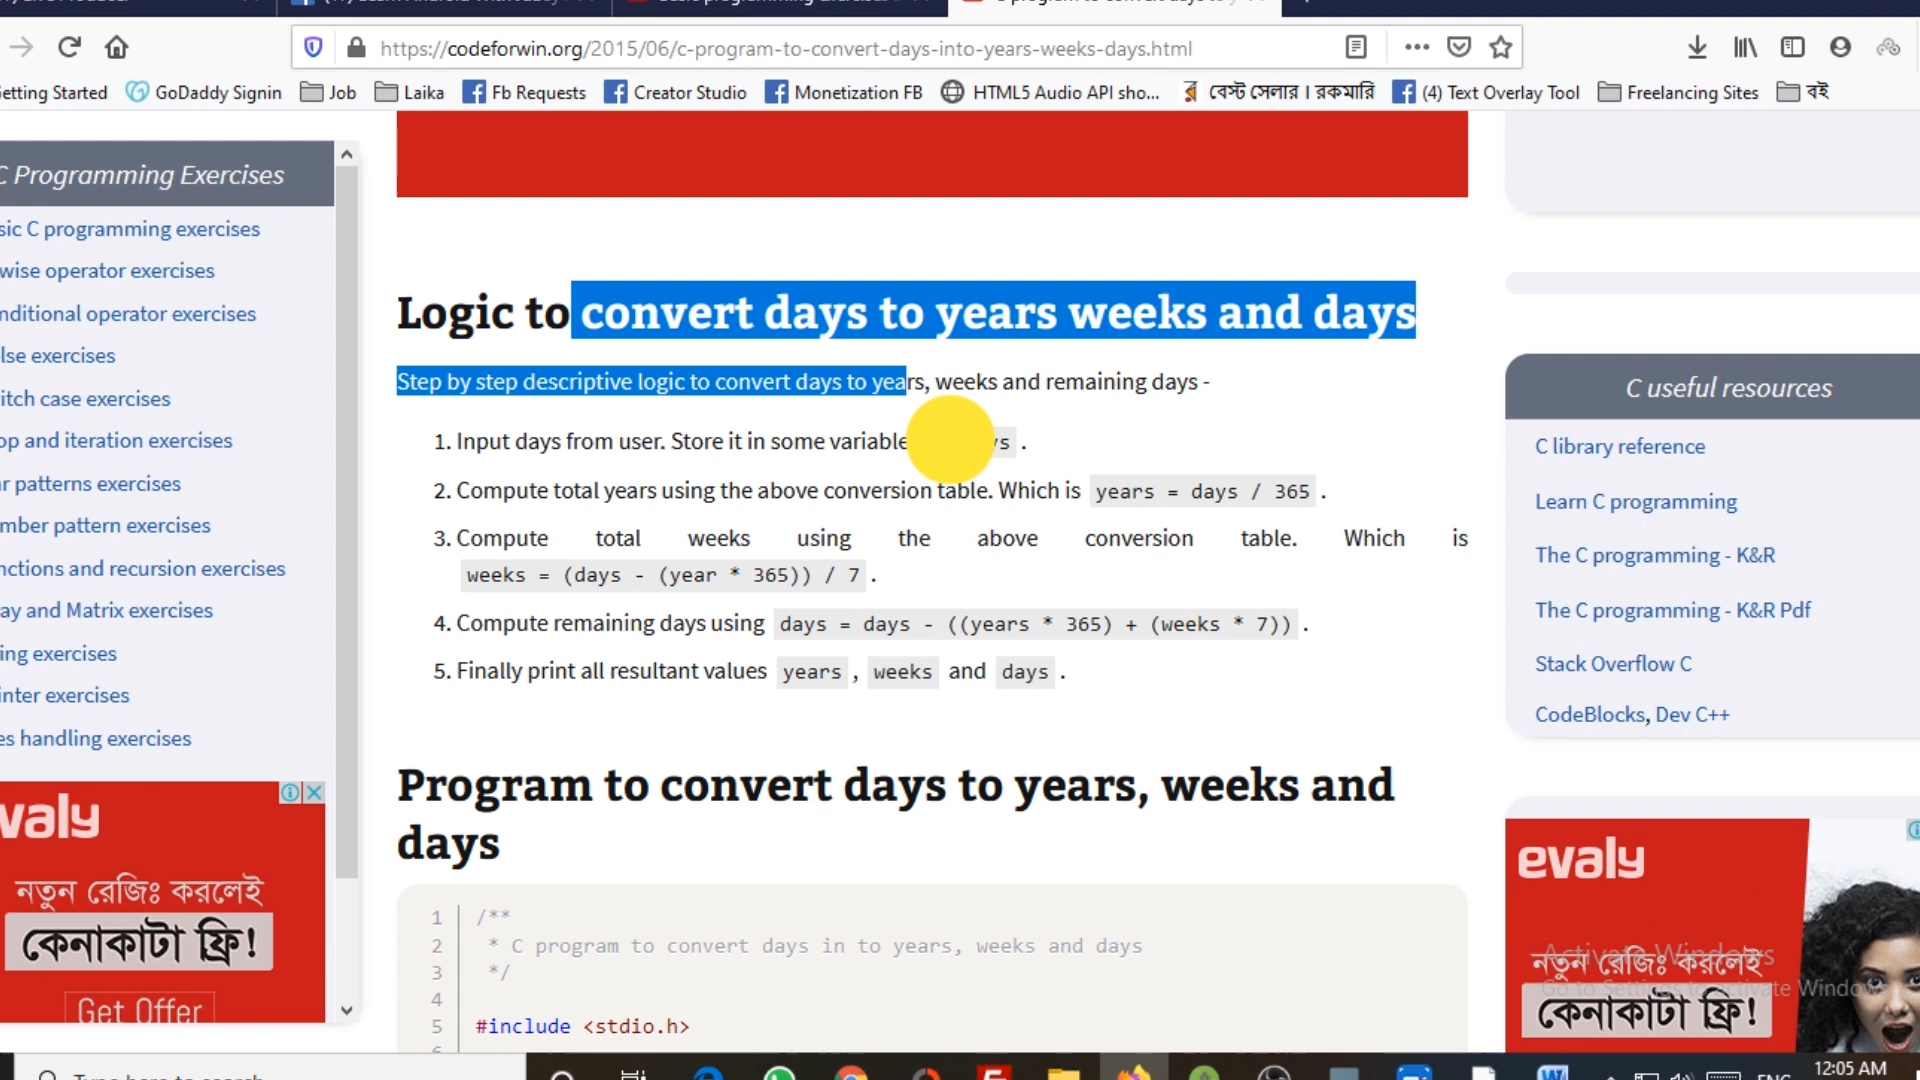 https://codeforwin.org/2015/06/c-program-to-convert-days-into-years-weeks-days.html
etting Started GoDaddy Signin Job Laika Fb Requests Creator Studio Monetization FB HTML5 Audio API sho... বেস্ট সেলার । রকমারি (4) Text Overlay Tool Freelancing Sites বই
C Programming Exercises
sic C programming exercises
wise operator exercises
nditional operator exercises
lse exercises
itch case exercises
op and iteration exercises
ar patterns exercises
mber pattern exercises
nctions and recursion exercises
ray and Matrix exercises
ing exercises
inter exercises
es handling exercises
valy
নতুন রেজিঃ করলেই
কেনাকাটা ফ্রি!
Get Offer
Logic to convert days to years weeks and days
Step by step descriptive logic to convert days to years, weeks and remaining days -
1. Input days from user. Store it in some variable s .
2. Compute total years using the above conversion table. Which is years = days / 365 .
3. Compute total weeks using the above conversion table. Which is
weeks = (days - (year * 365)) / 7 .
4. Compute remaining days using days = days - ((years * 365) + (weeks * 7)) .
5. Finally print all resultant values years , weeks and days .
Program to convert days to years, weeks and
days
1 /**
2 * C program to convert days in to years, weeks and days
3 */
4
5 #include <stdio.h>
C useful resources
C library reference
Learn C programming
The C programming - K&R
The C programming - K&R Pdf
Stack Overflow C
CodeBlocks, Dev C++
evaly
নতুন রেজিঃ করলেই
কেনাকাটা ফ্রি!
Activate Windows
Go to Settings to activate Windo
12:05 AM